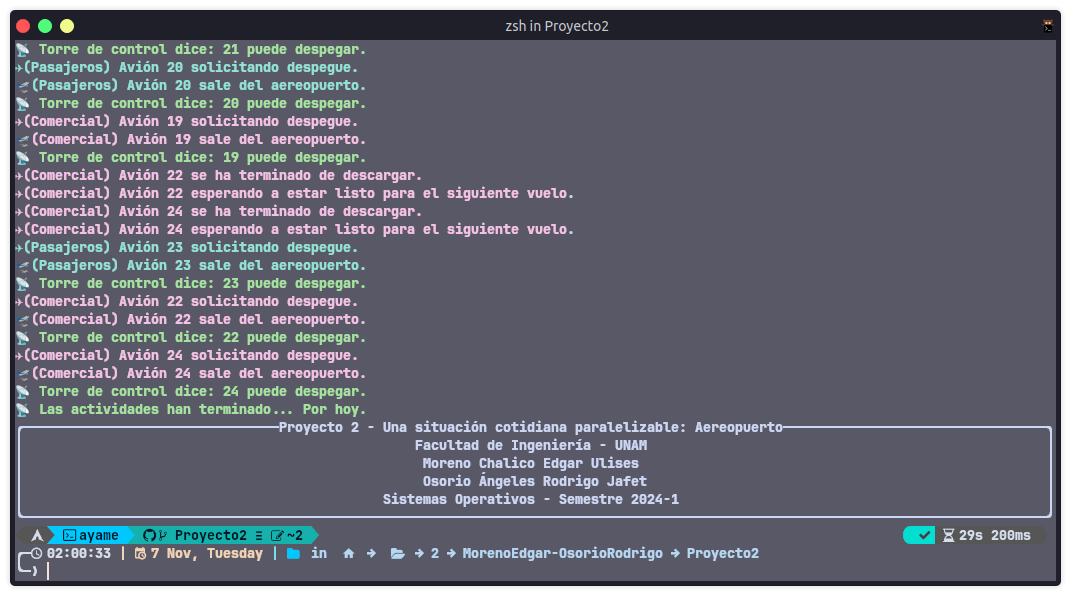 zsh in Proyecto2
Torre de control dice: 21 puede despegar.
(Pasajeros) Avión 20 solicitando despegue.
(Pasajeros) Avión 20 sale del aereopuerto.
Torre de control dice: 20 puede despegar.
(Comercial) Avión 19 solicitando despegue.
(Comercial) Avión 19 sale del aereopuerto.
Torre de control dice: 19 puede despegar.
(Comercial) Avión 22 se ha terminado de descargar.
(Comercial) Avión 22 esperando a estar listo para el siguiente vuelo.
(Comercial) Avión 24 se ha terminado de descargar.
(Comercial) Avión 24 esperando a estar listo para el siguiente vuelo.
(Pasajeros) Avión 23 solicitando despegue.
(Pasajeros) Avión 23 sale del aereopuerto.
Torre de control dice: 23 puede despegar.
(Comercial) Avión 22 solicitando despegue.
(Comercial) Avión 22 sale del aereopuerto.
Torre de control dice: 22 puede despegar.
(Comercial) Avión 24 solicitando despegue.
(Comercial) Avión 24 sale del aereopuerto.
Torre de control dice: 24 puede despegar.
Las actividades han terminado... Por hoy.
Proyecto 2 - Una situación cotidiana paralelizable: Aereopuerto
Facultad de Ingeniería - UNAM
Moreno Chalico Edgar Ulises
Osorio Ángeles Rodrigo Jafet
Sistemas Operativos - Semestre 2024-1
ayame Proyecto2 ≡ ~2 29s 200ms
02:00:33 | 7 Nov, Tuesday | in → → 2 → MorenoEdgar-OsorioRodrigo → Proyecto2